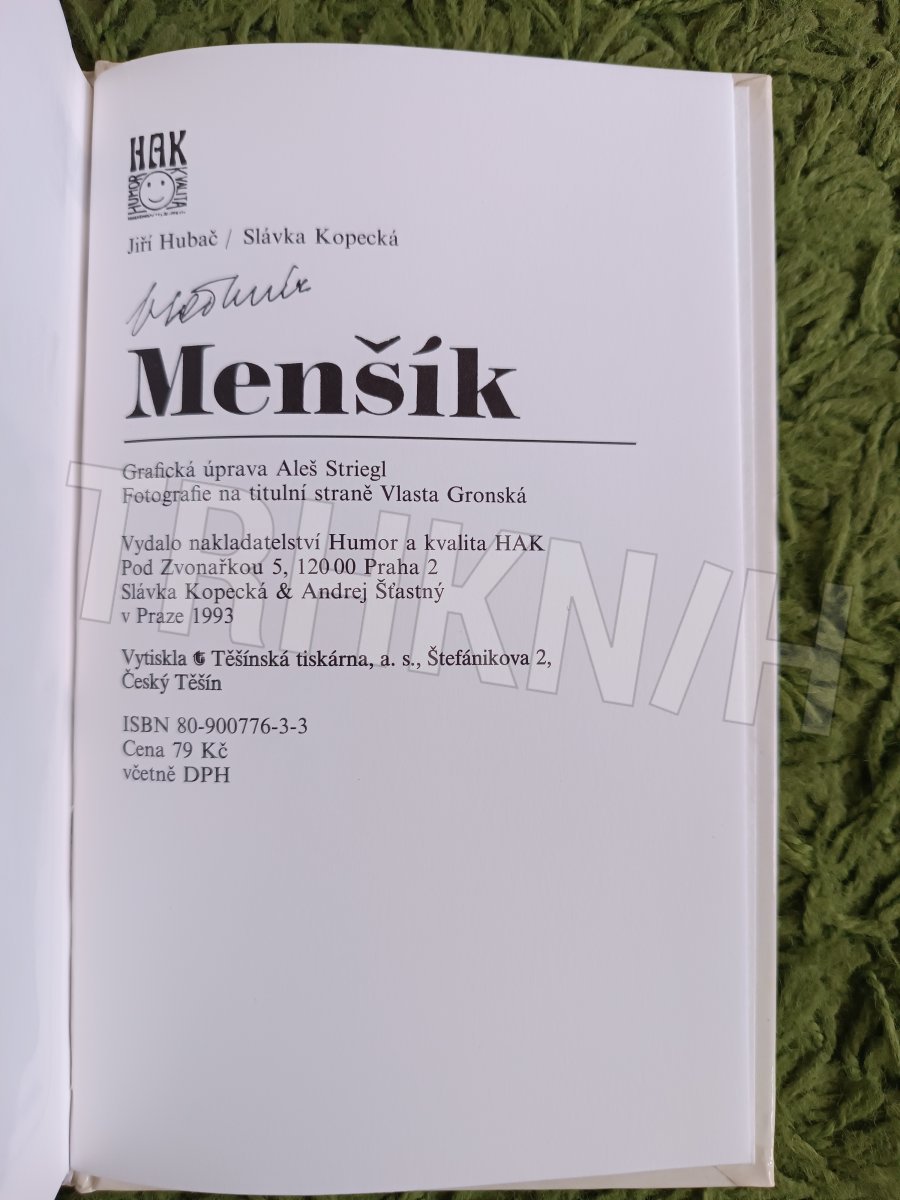 HAK
HUMOR
KVALITA
Jiří Hubač / Slávka Kopecká
Menšík
Grafická úprava Aleš Striegl
Fotografie na titulní straně Vlasta Gronská
Vydalo nakladatelství Humor a kvalita HAK
Pod Zvonařkou 5, 120 00 Praha 2
Slávka Kopecká & Andrej Šťastný
v Praze 1993
Vytiskla Těšínská tiskárna, a. s., Štefánikova 2,
Český Těšín
ISBN 80-900776-3-3
Cena 79 Kč
včetně DPH
TRHKN/H